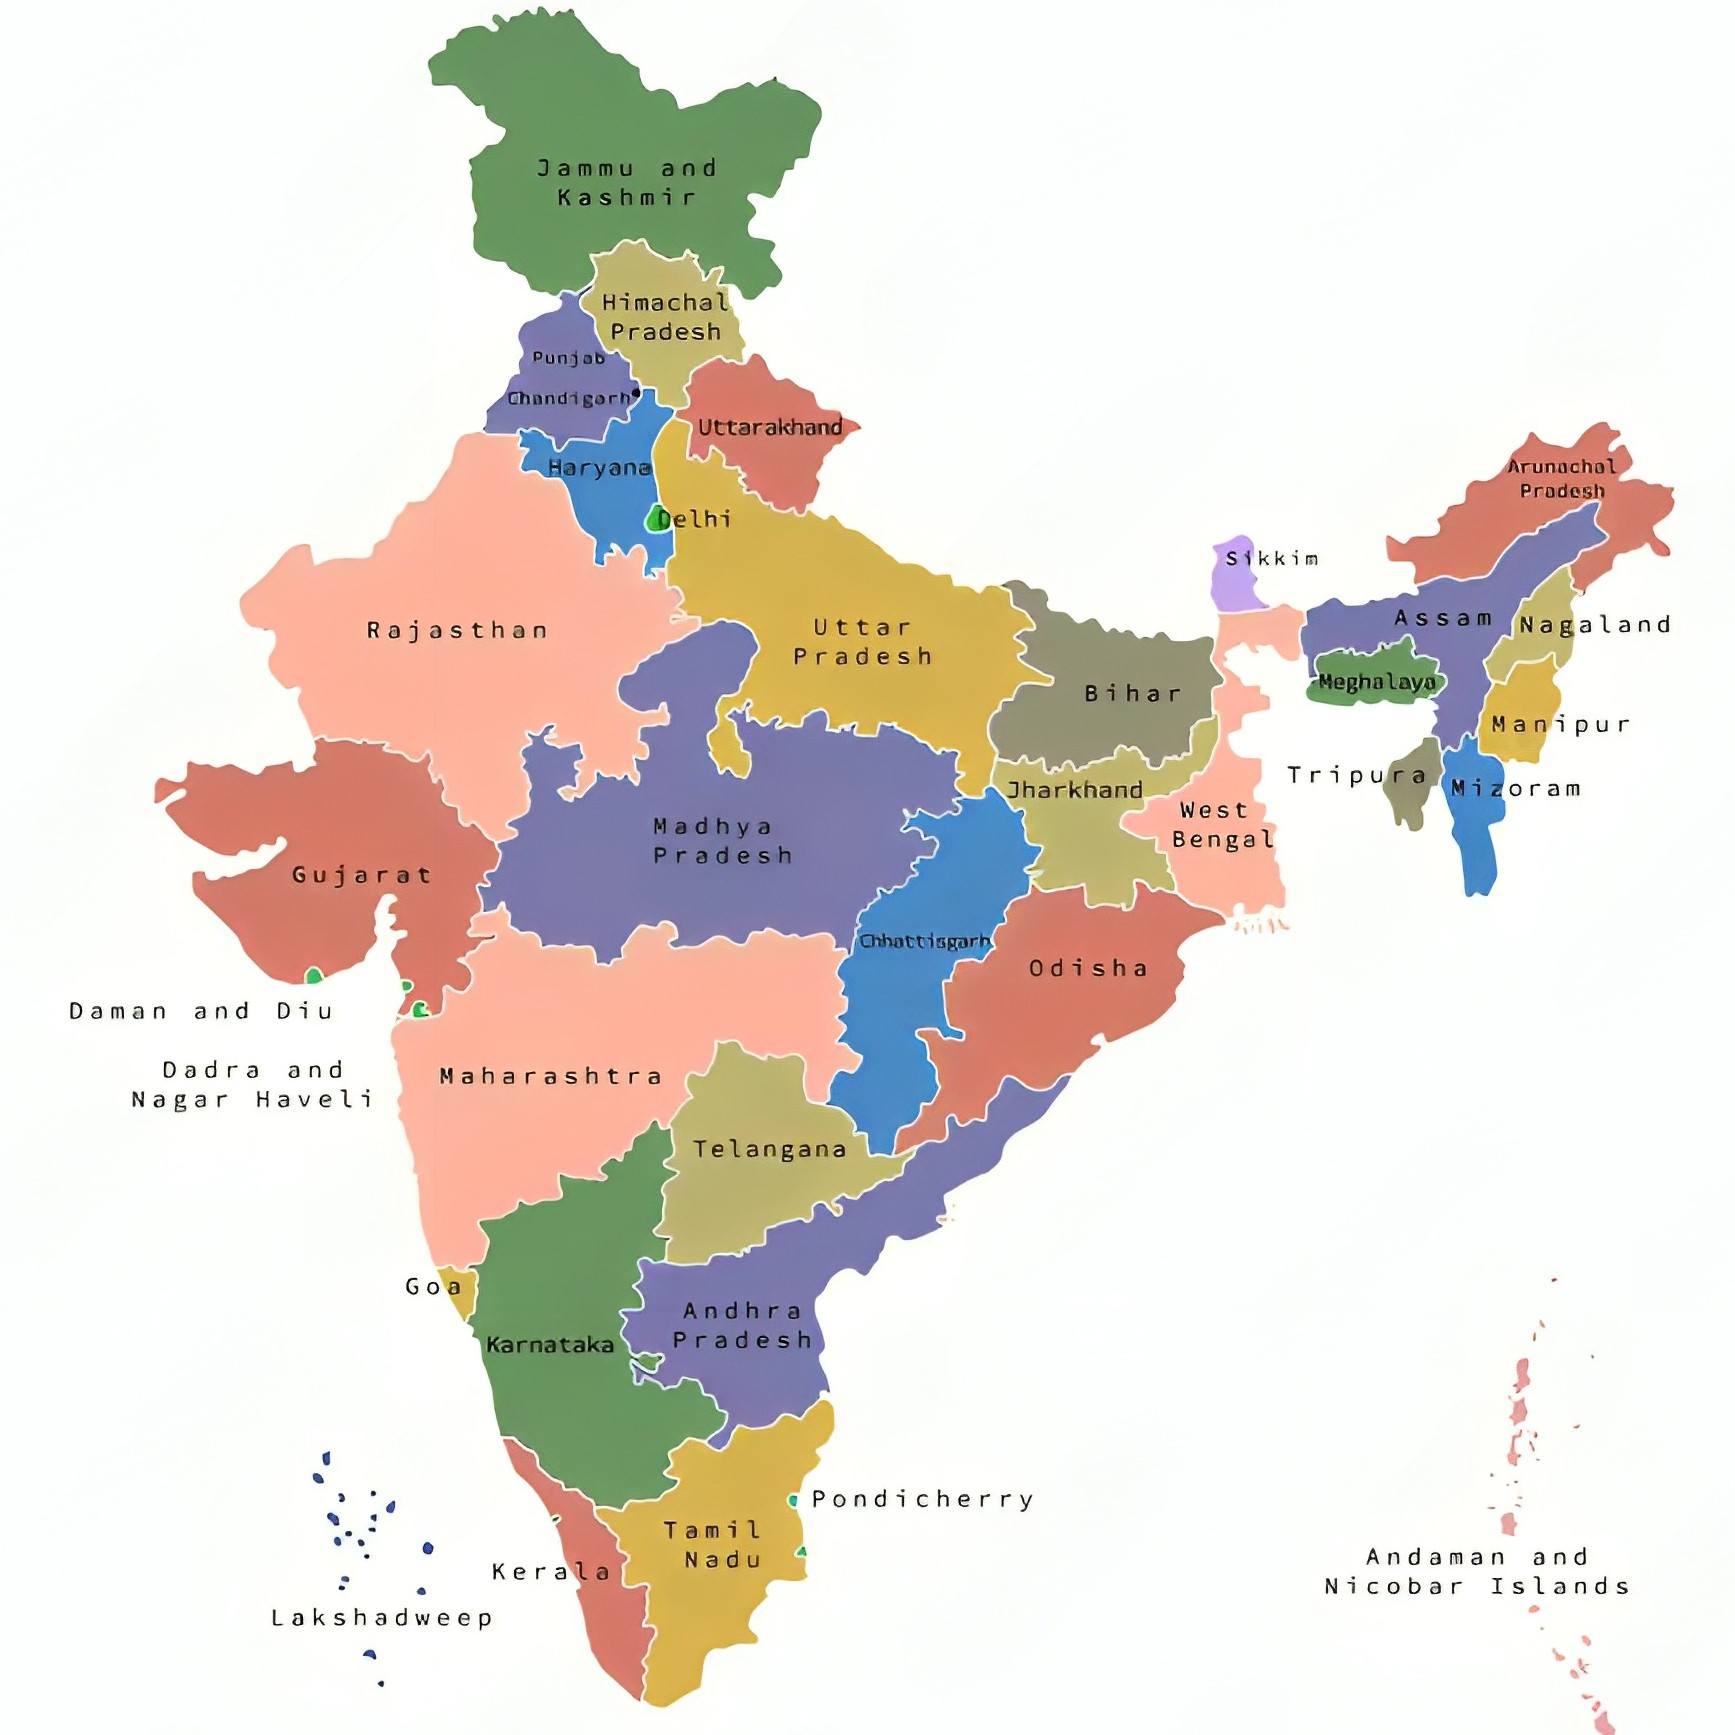 Jammu and
Kashmir
Himachal
Pradesh
Punjab
Chandigarh
Uttarakhand
Haryana
Delhi
Arunachal
Pradesh
Sikkim
Rajasthan
Uttar
Pradesh
Assam
Nagaland
Bihar
Meghalaya
Manipur
Tripura
Mizoram
Jharkhand
West
Bengal
Madhya
Pradesh
Gujarat
Chhattisgarh
Odisha
Daman and Diu
Dadra and
Nagar Haveli
Maharashtra
Telangana
Goa
Andhra
Pradesh
Karnataka
Pondicherry
Tamil
Nadu
Kerala
Lakshadweep
Andaman and
Nicobar Islands